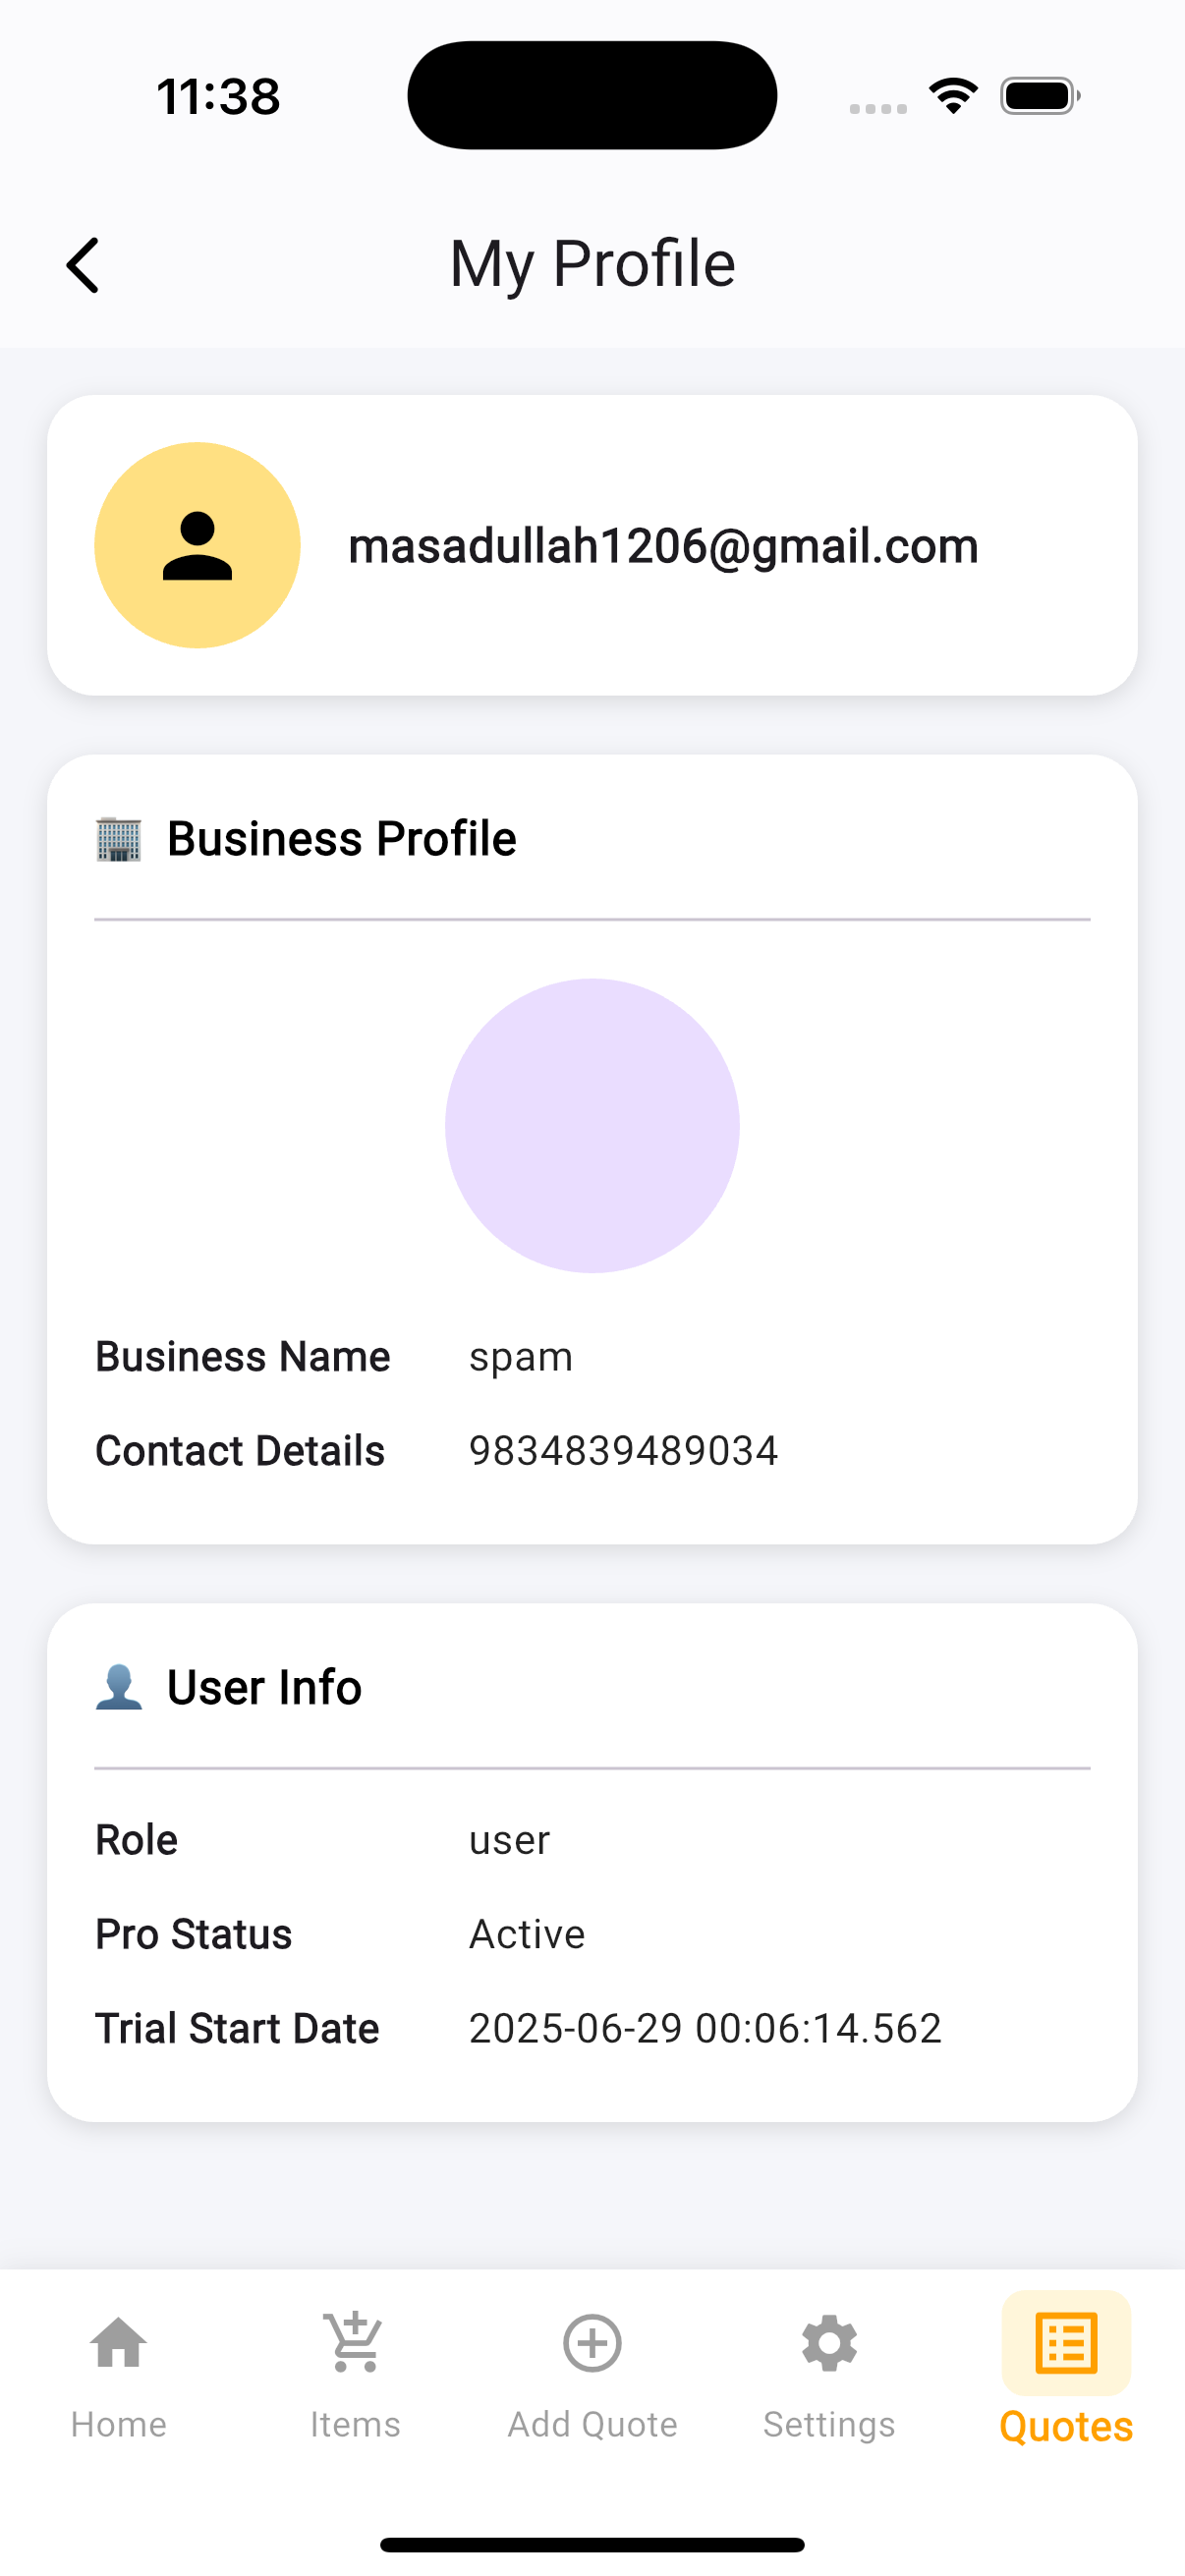 11:38
My Profile
masadullah1206@gmail.com
Business Profile
Business Name spam
Contact Details 9834839489034
User Info
Role user
Pro Status Active
Trial Start Date 2025-06-29 00:06:14.562
Home Items Add Quote Settings Quotes